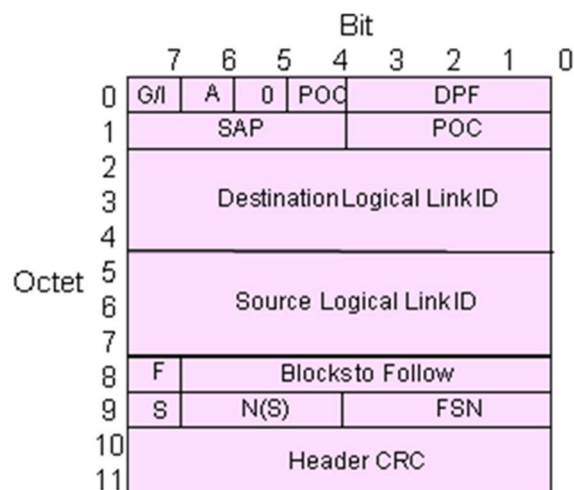 Bit
7 6 5 4 3 2 1 0
0 G/I A 0 POC DPF
1 SAP POC
2
3 Destination Logical Link ID
4
5
Octet 6 Source Logical Link ID
7
8 F Blocksto Follow
9 S N(S) FSN
10
Header CRC
11